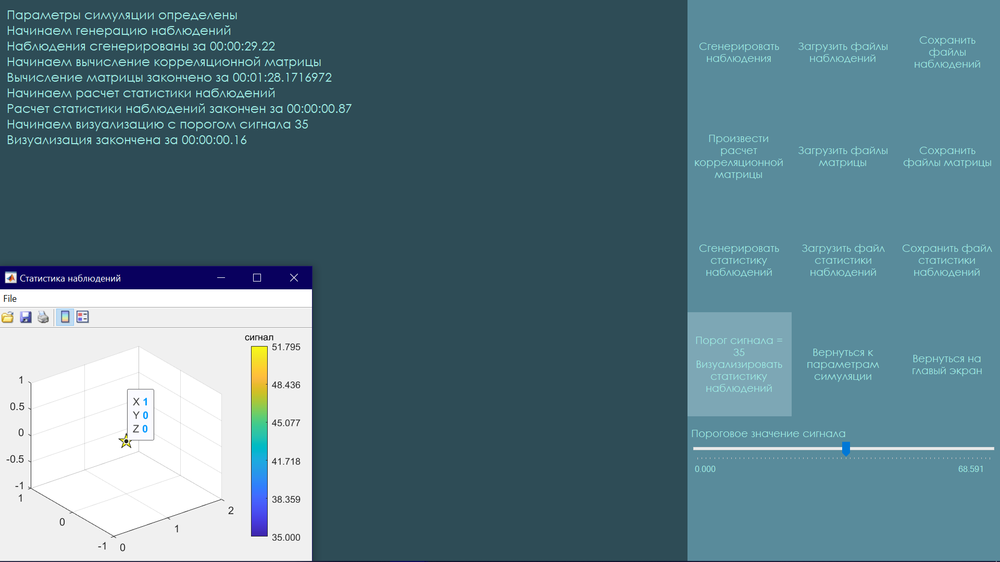 Параметры симуляции определены
Начинаем генерацию наблюдений
Наблюдения сгенерированы за 00:00:29.22
Начинаем вычисление корреляционной матрицы
Вычисление матрицы закончено за 00:01:28.1716972
Начинаем расчет статистики наблюдений
Расчет статистики наблюдений закончен за 00:00:00.87
Начинаем визуализацию с порогом сигнала 35
Визуализация закончена за 00:00:00.16
Сгенерировать
наблюдения
Загрузить файлы
наблюдений
Сохранить
файлы
наблюдений
Произвести
расчет
корреляционной
матрицы
Загрузить файлы
матрицы
Сохранить
файлы матрицы
Сгенерировать
статистику
наблюдений
Загрузить файл
статистики
наблюдений
Сохранить файл
статистики
наблюдений
Порог сигнала =
35
Визуализировать
статистику
наблюдений
Вернуться к
параметрам
симуляции
Вернуться на
главый экран
Пороговое значение сигнала
0.000
68.591
Статистика наблюдений
File
сигнал
51.795
48.436
45.077
41.718
38.359
35.000
X 1
Y 0
Z 0
1
0.5
0
-0.5
-1
1
0
-1
0
1
2